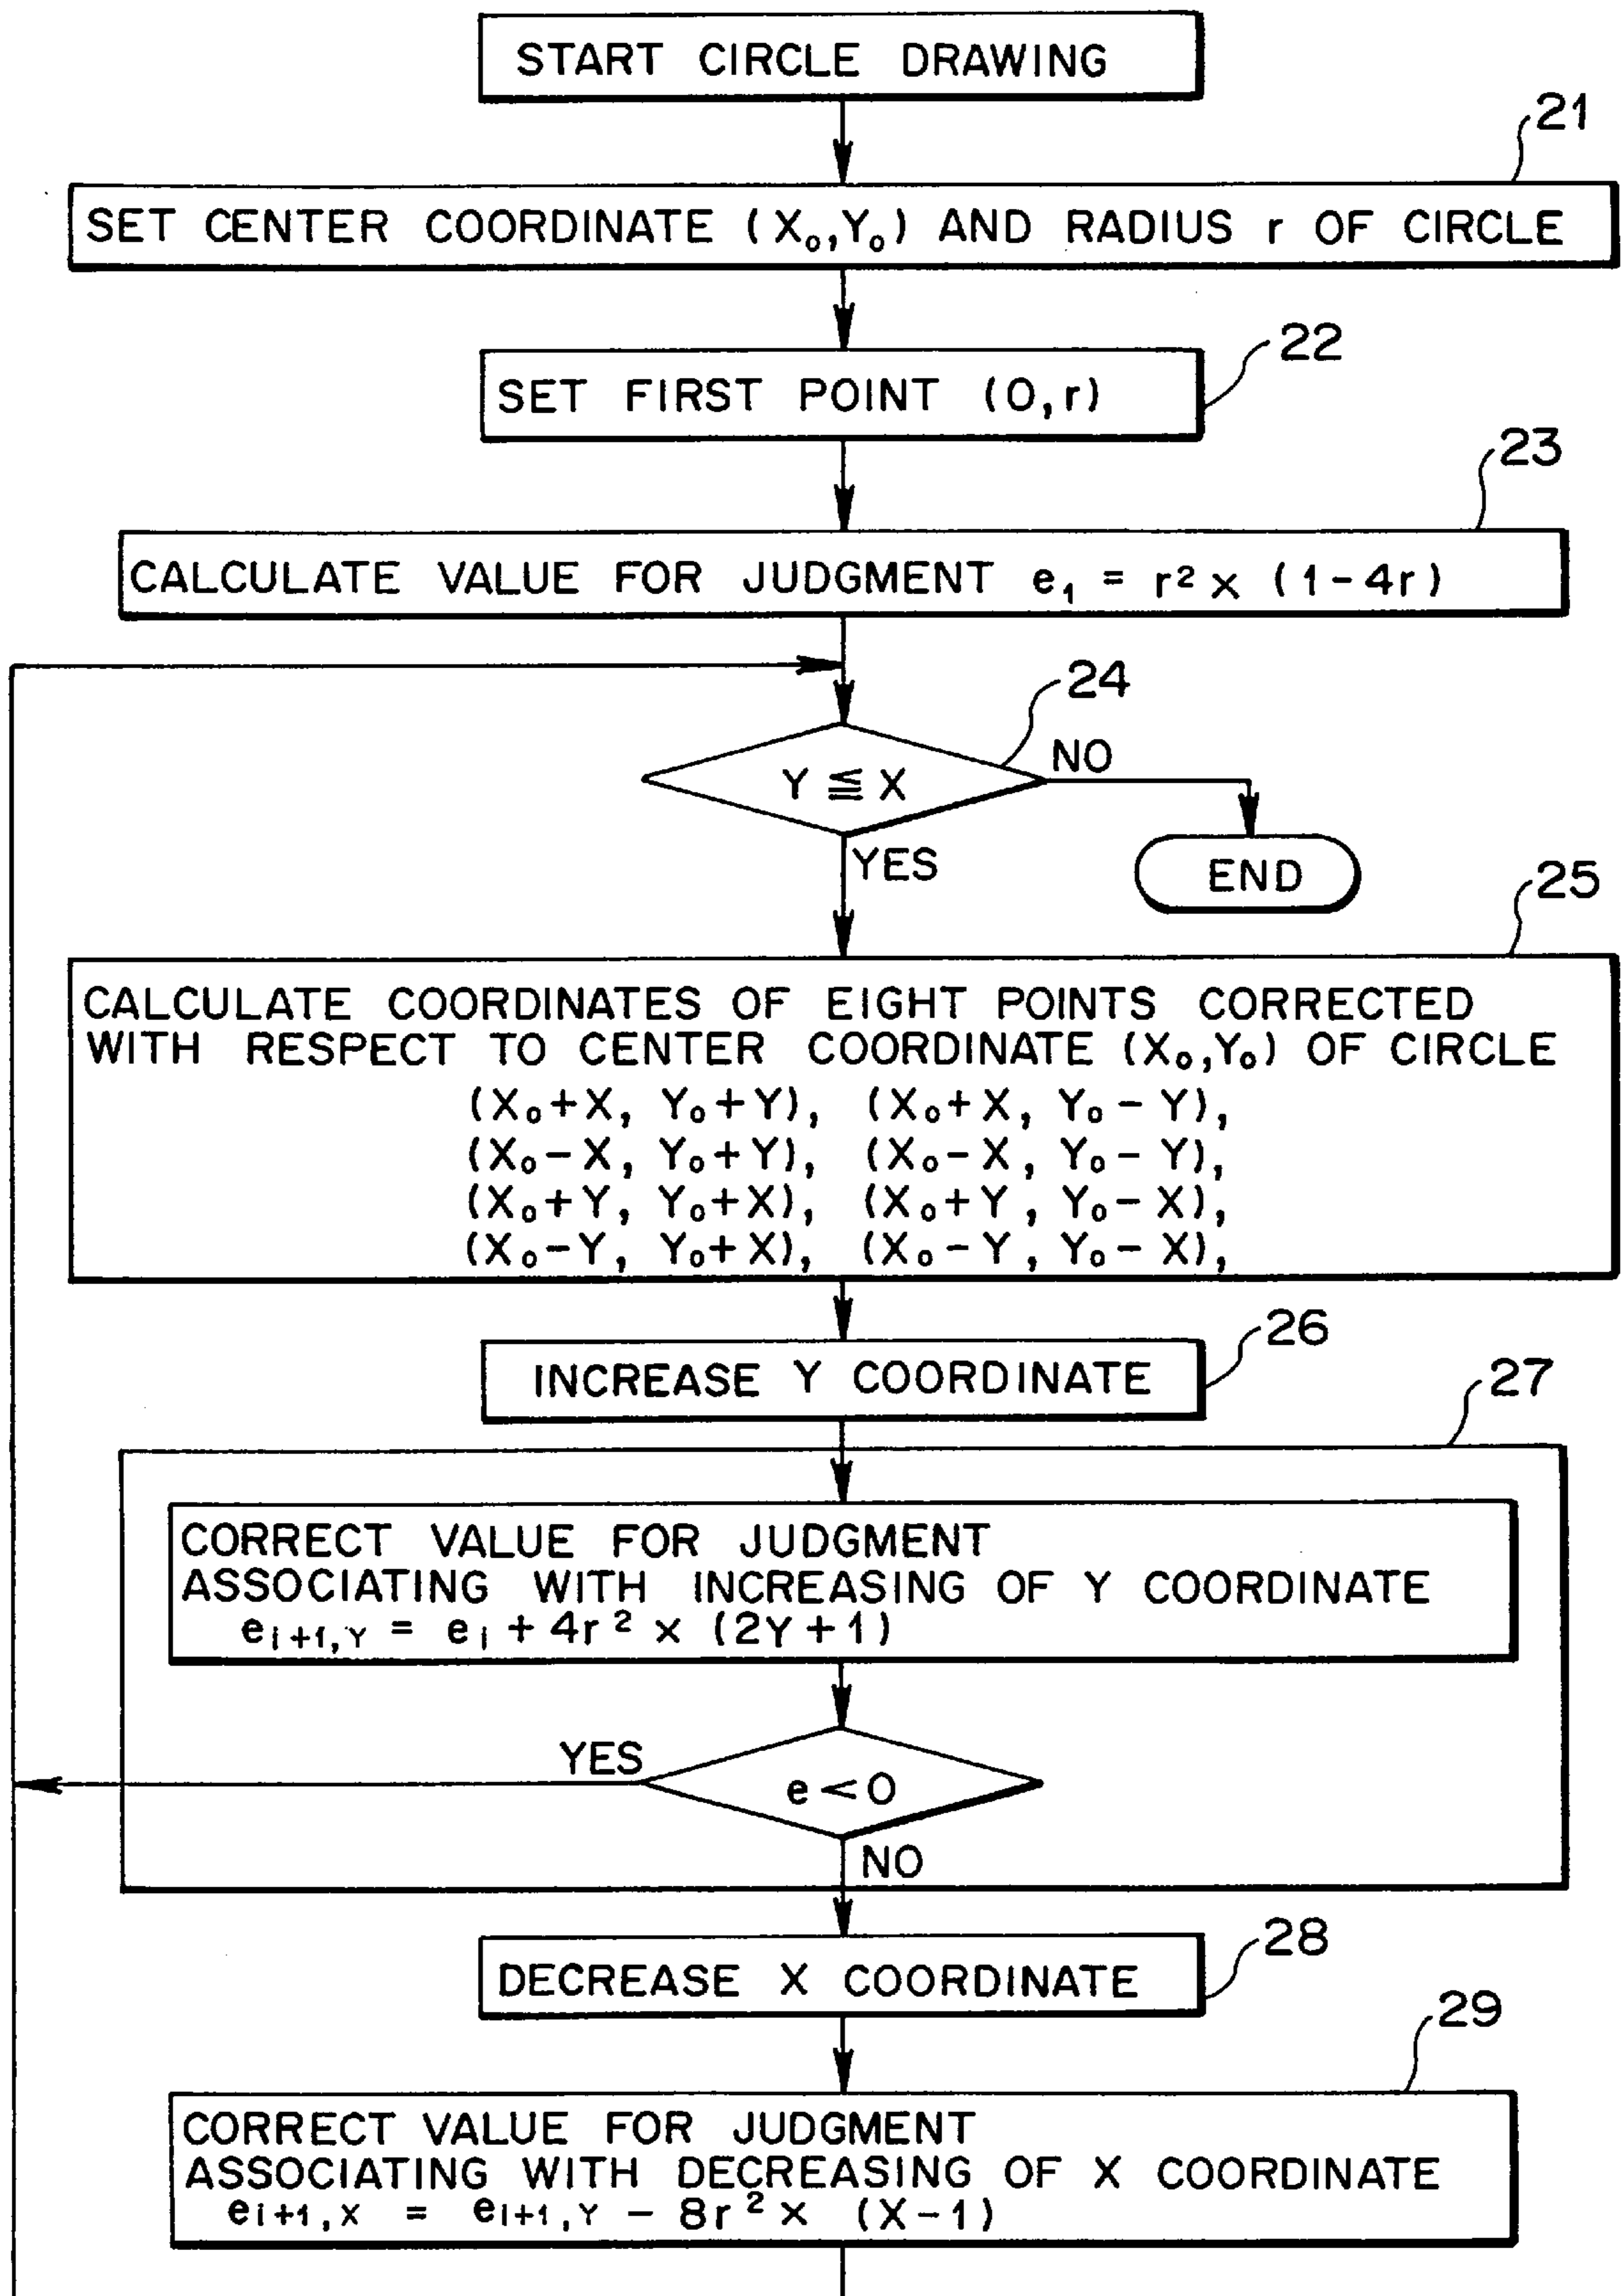 START CIRCLE DRAWING
21
SET CENTER COORDINATE (X₀,Y₀) AND RADIUS r OF CIRCLE
22
SET FIRST POINT (0,r)
23
CALCULATE VALUE FOR JUDGMENT e₁ = r² × (1-4r)
24
Y ≦ X
NO
YES
END
25
CALCULATE COORDINATES OF EIGHT POINTS CORRECTED
WITH RESPECT TO CENTER COORDINATE (X₀,Y₀) OF CIRCLE
(X₀+X, Y₀+Y), (X₀+X, Y₀-Y),
(X₀-X, Y₀+Y), (X₀-X, Y₀-Y),
(X₀+Y, Y₀+X), (X₀+Y, Y₀-X),
(X₀-Y, Y₀+X), (X₀-Y, Y₀-X),
26
INCREASE Y COORDINATE
27
CORRECT VALUE FOR JUDGMENT
ASSOCIATING WITH INCREASING OF Y COORDINATE
e_{i+1,Y} = e_i + 4r² × (2Y+1)
YES
e<0
NO
28
DECREASE X COORDINATE
29
CORRECT VALUE FOR JUDGMENT
ASSOCIATING WITH DECREASING OF X COORDINATE
e_{i+1,X} = e_{i+1,Y} - 8r² × (X-1)